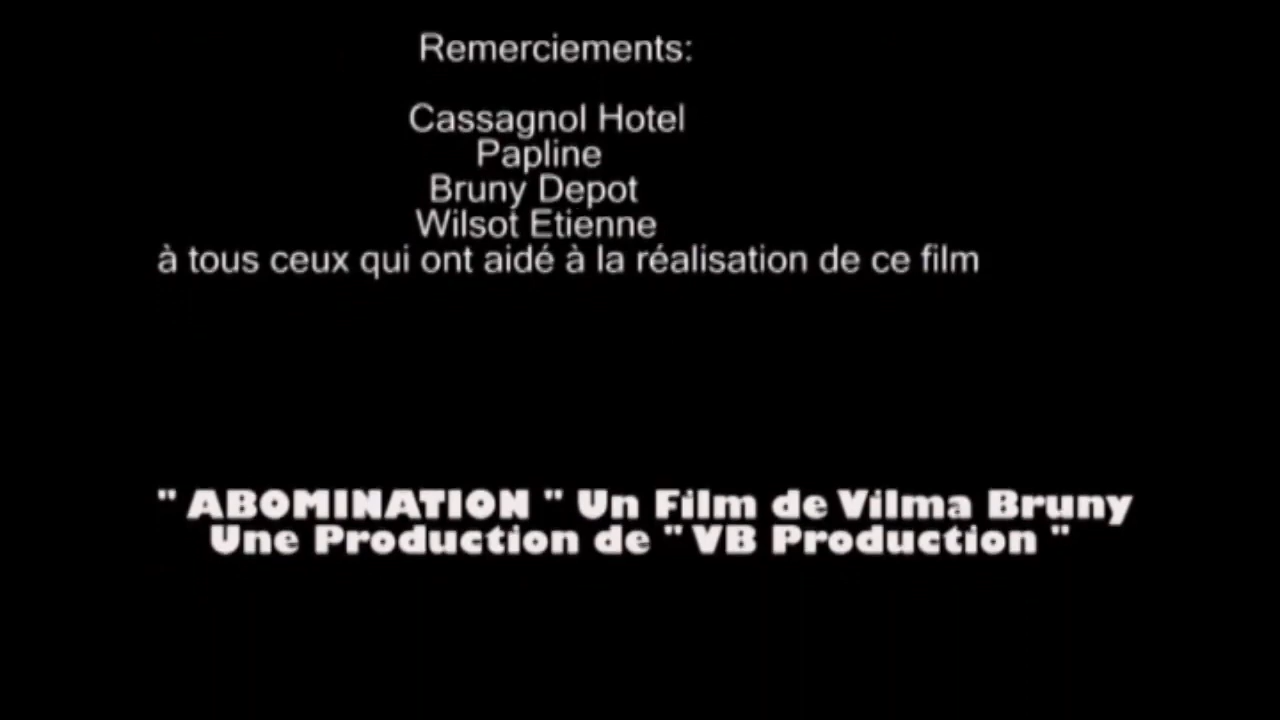 Remerciements:
Cassagnol Hotel
Papline
Bruny Depot
Wilsot Etienne
à tous ceux qui ont aidé à la réalisation de ce film
" ABOMINATION " Un Film de Vilma Bruny
Une Production de " VB Production "